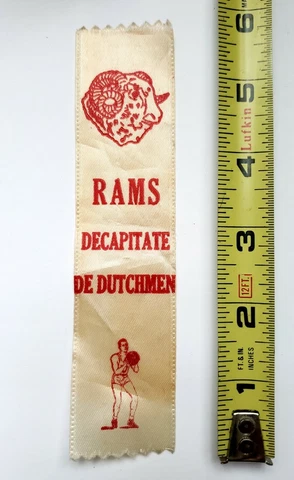 RAMS
DECAPITATE
DE DUTCHMEN
6
5
Lufkin
4
3
12FT.
2
FT. & IN.
INCHES
1